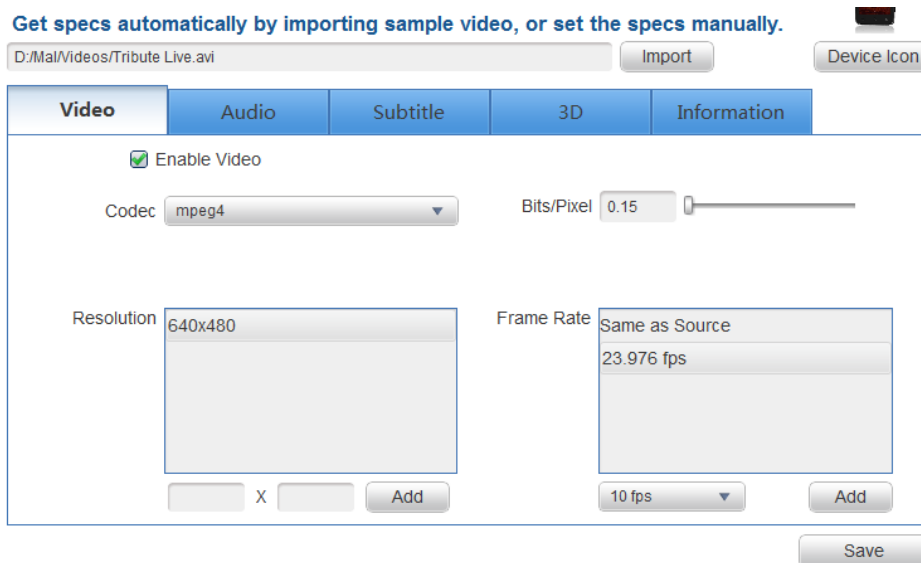 Get specs automatically by importing sample video, or set the specs manually.
D:/Mal/Videos/Tribute Live.avi
Import
Device Icon
Video
Audio
Subtitle
3D
Information
Enable Video
Codec
mpeg4
Bits/Pixel
0.15
Resolution
640x480
Frame Rate
Same as Source
23.976 fps
X
Add
10 fps
Add
Save